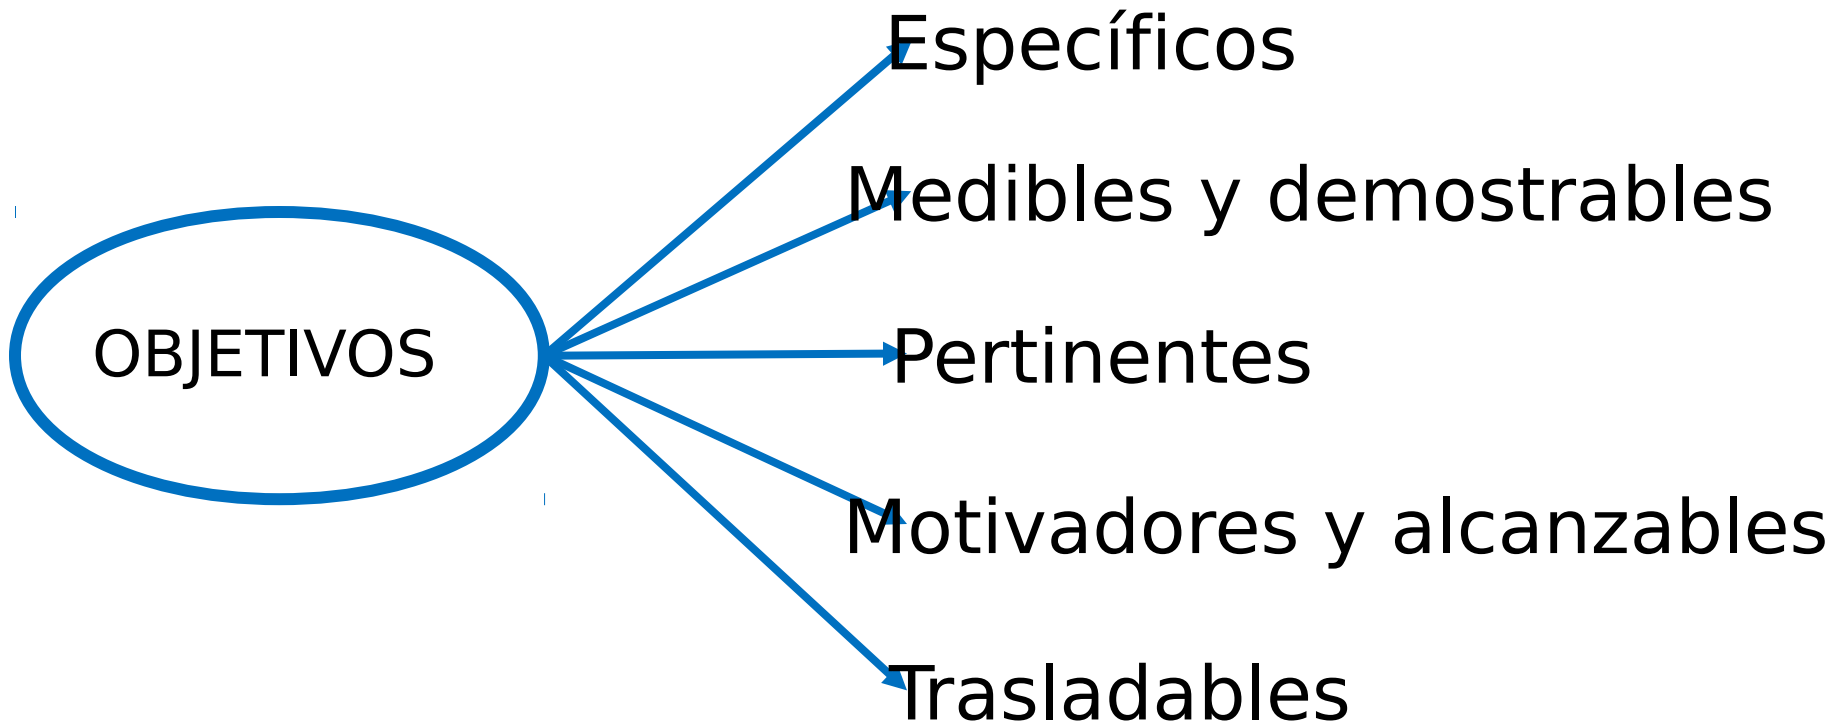 Específicos
Medibles y demostrables
OBJETIVOS
Pertinentes
Motivadores y alcanzables
Trasladables